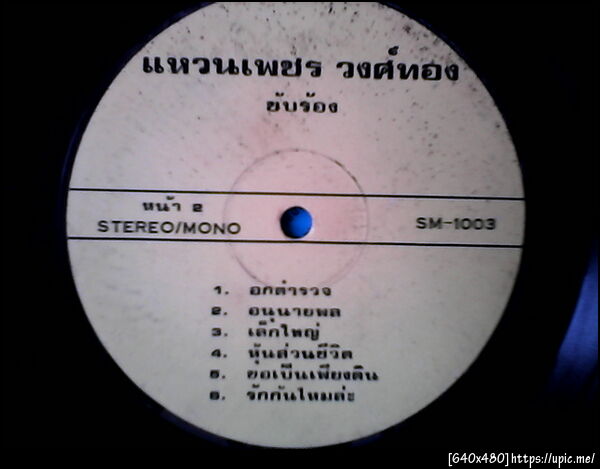 แหวนเพชร วงศ์ทอง
ขับร้อง
หน้า 2
STEREO/MONO
SM-1003
1. อกตำรวจ
2. อนุนายพล
3. เด็กใหญ่
4. หุ้นส่วนชีวิต
5. ขอเป็นเพียงดิน
6. รักกันไหมล่ะ
[640x480]https://upic.me/